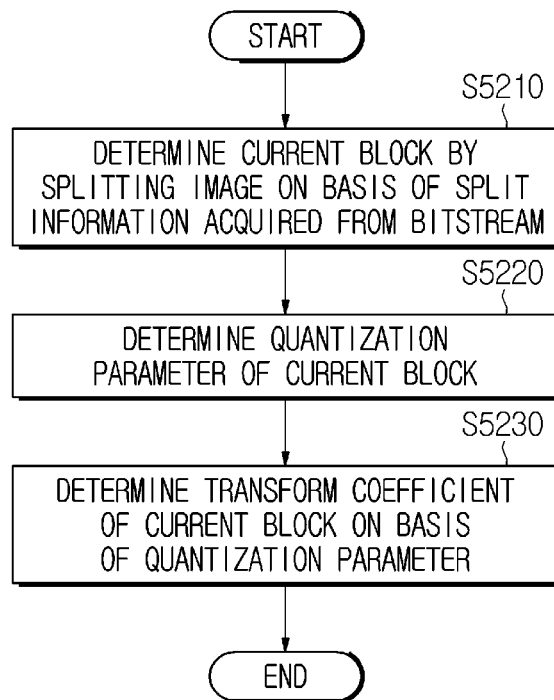 START
S5210
DETERMINE CURRENT BLOCK BY
SPLITTING IMAGE ON BASIS OF SPLIT
INFORMATION ACQUIRED FROM BITSTREAM
S5220
DETERMINE QUANTIZATION
PARAMETER OF CURRENT BLOCK
S5230
DETERMINE TRANSFORM COEFFICIENT
OF CURRENT BLOCK ON BASIS
OF QUANTIZATION PARAMETER
END